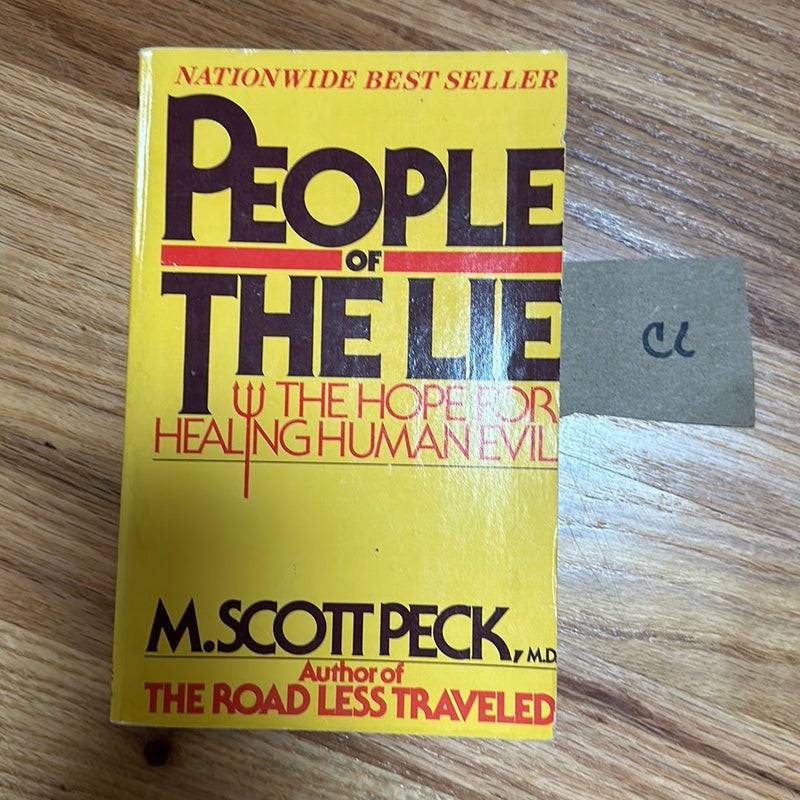 NATIONWIDE BEST SELLER
PEOPLE
OF
THE LIE
THE HOPE FOR
HEALING HUMAN EVIL
M. SCOTT PECK, M.D.
Author of
THE ROAD LESS TRAVELED